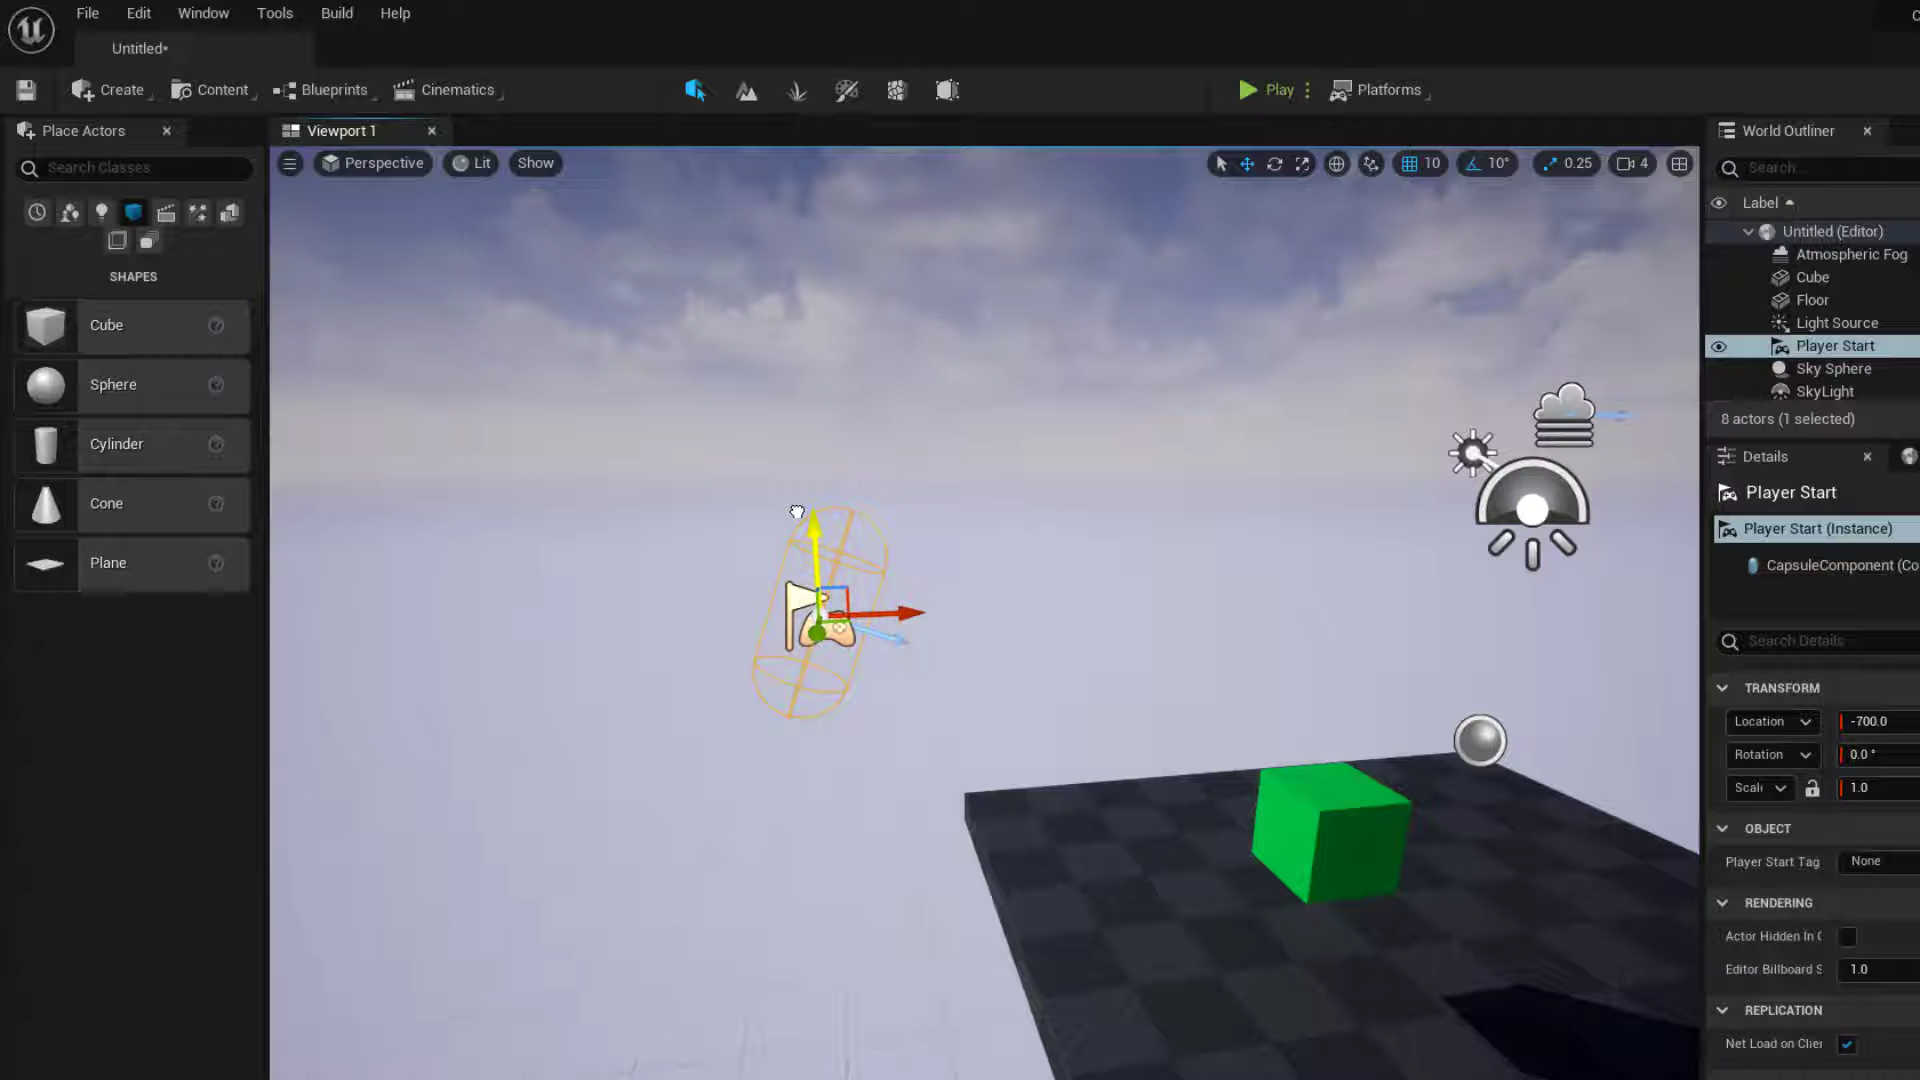 File Edit Window Tools Build Help
Untitled*
Create Content Blueprints Cinematics Play Platforms
Place Actors
Viewport 1
World Outliner
Search Classes
Perspective Lit Show 10 10° 0.25 4
Search...
Label
SHAPES
Cube
Sphere
Cylinder
Cone
Plane
Untitled (Editor)
Atmospheric Fog
Cube
Floor
Light Source
Player Start
Sky Sphere
SkyLight
8 actors (1 selected)
Details
Player Start
Player Start (Instance)
CapsuleComponent (Co
Search Details
TRANSFORM
Location -700.0
Rotation 0.0 °
Scal 1.0
OBJECT
Player Start Tag None
RENDERING
Actor Hidden In
Editor Billboard S 1.0
REPLICATION
Net Load on Clie